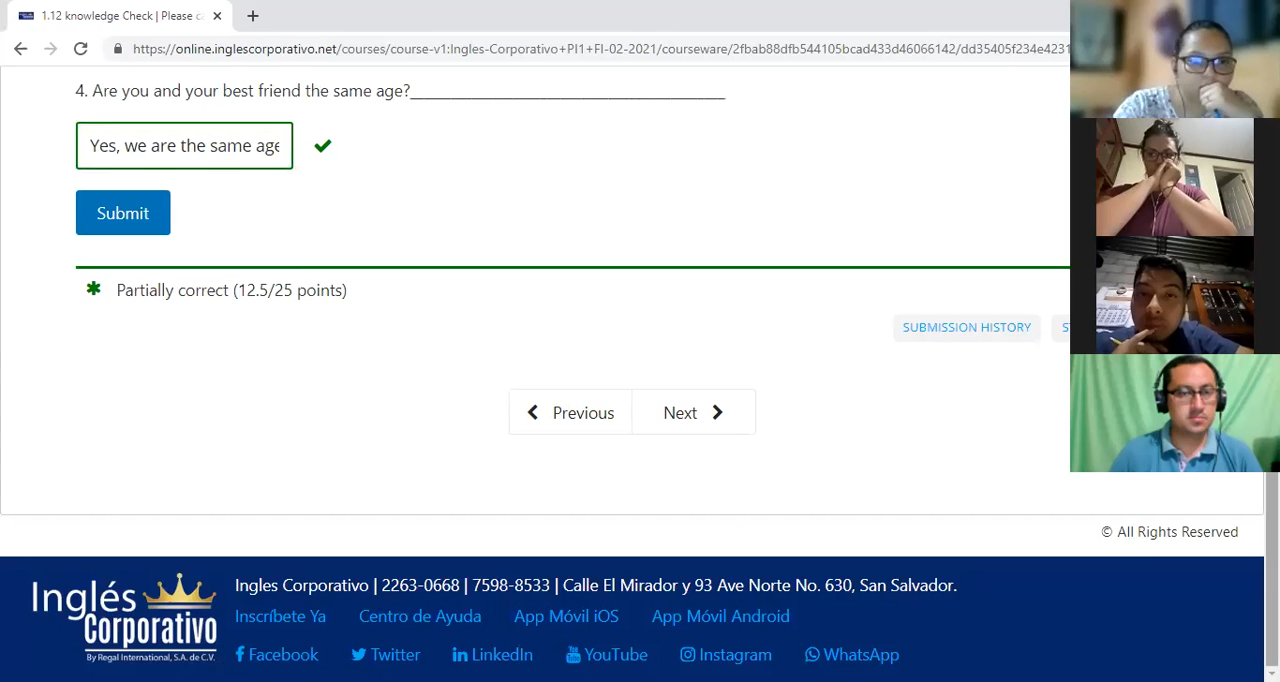 1.12 knowledge Check | Please c
https://online.inglescorporativo.net/courses/course-v1:Ingles-Corporativo+PI1+FI-02-2021/courseware/2fbab88dfb544105bcad433d46066142/dd35405f234e4231
4. Are you and your best friend the same age?___________________________________
Yes, we are the same age
Submit
Partially correct (12.5/25 points)
SUBMISSION HISTORY
Previous
Next
© All Rights Reserved
Inglés Corporativo
By Regal International, S.A. de C.V.
Ingles Corporativo | 2263-0668 | 7598-8533 | Calle El Mirador y 93 Ave Norte No. 630, San Salvador.
Inscríbete Ya Centro de Ayuda App Móvil iOS App Móvil Android
Facebook Twitter LinkedIn YouTube Instagram WhatsApp